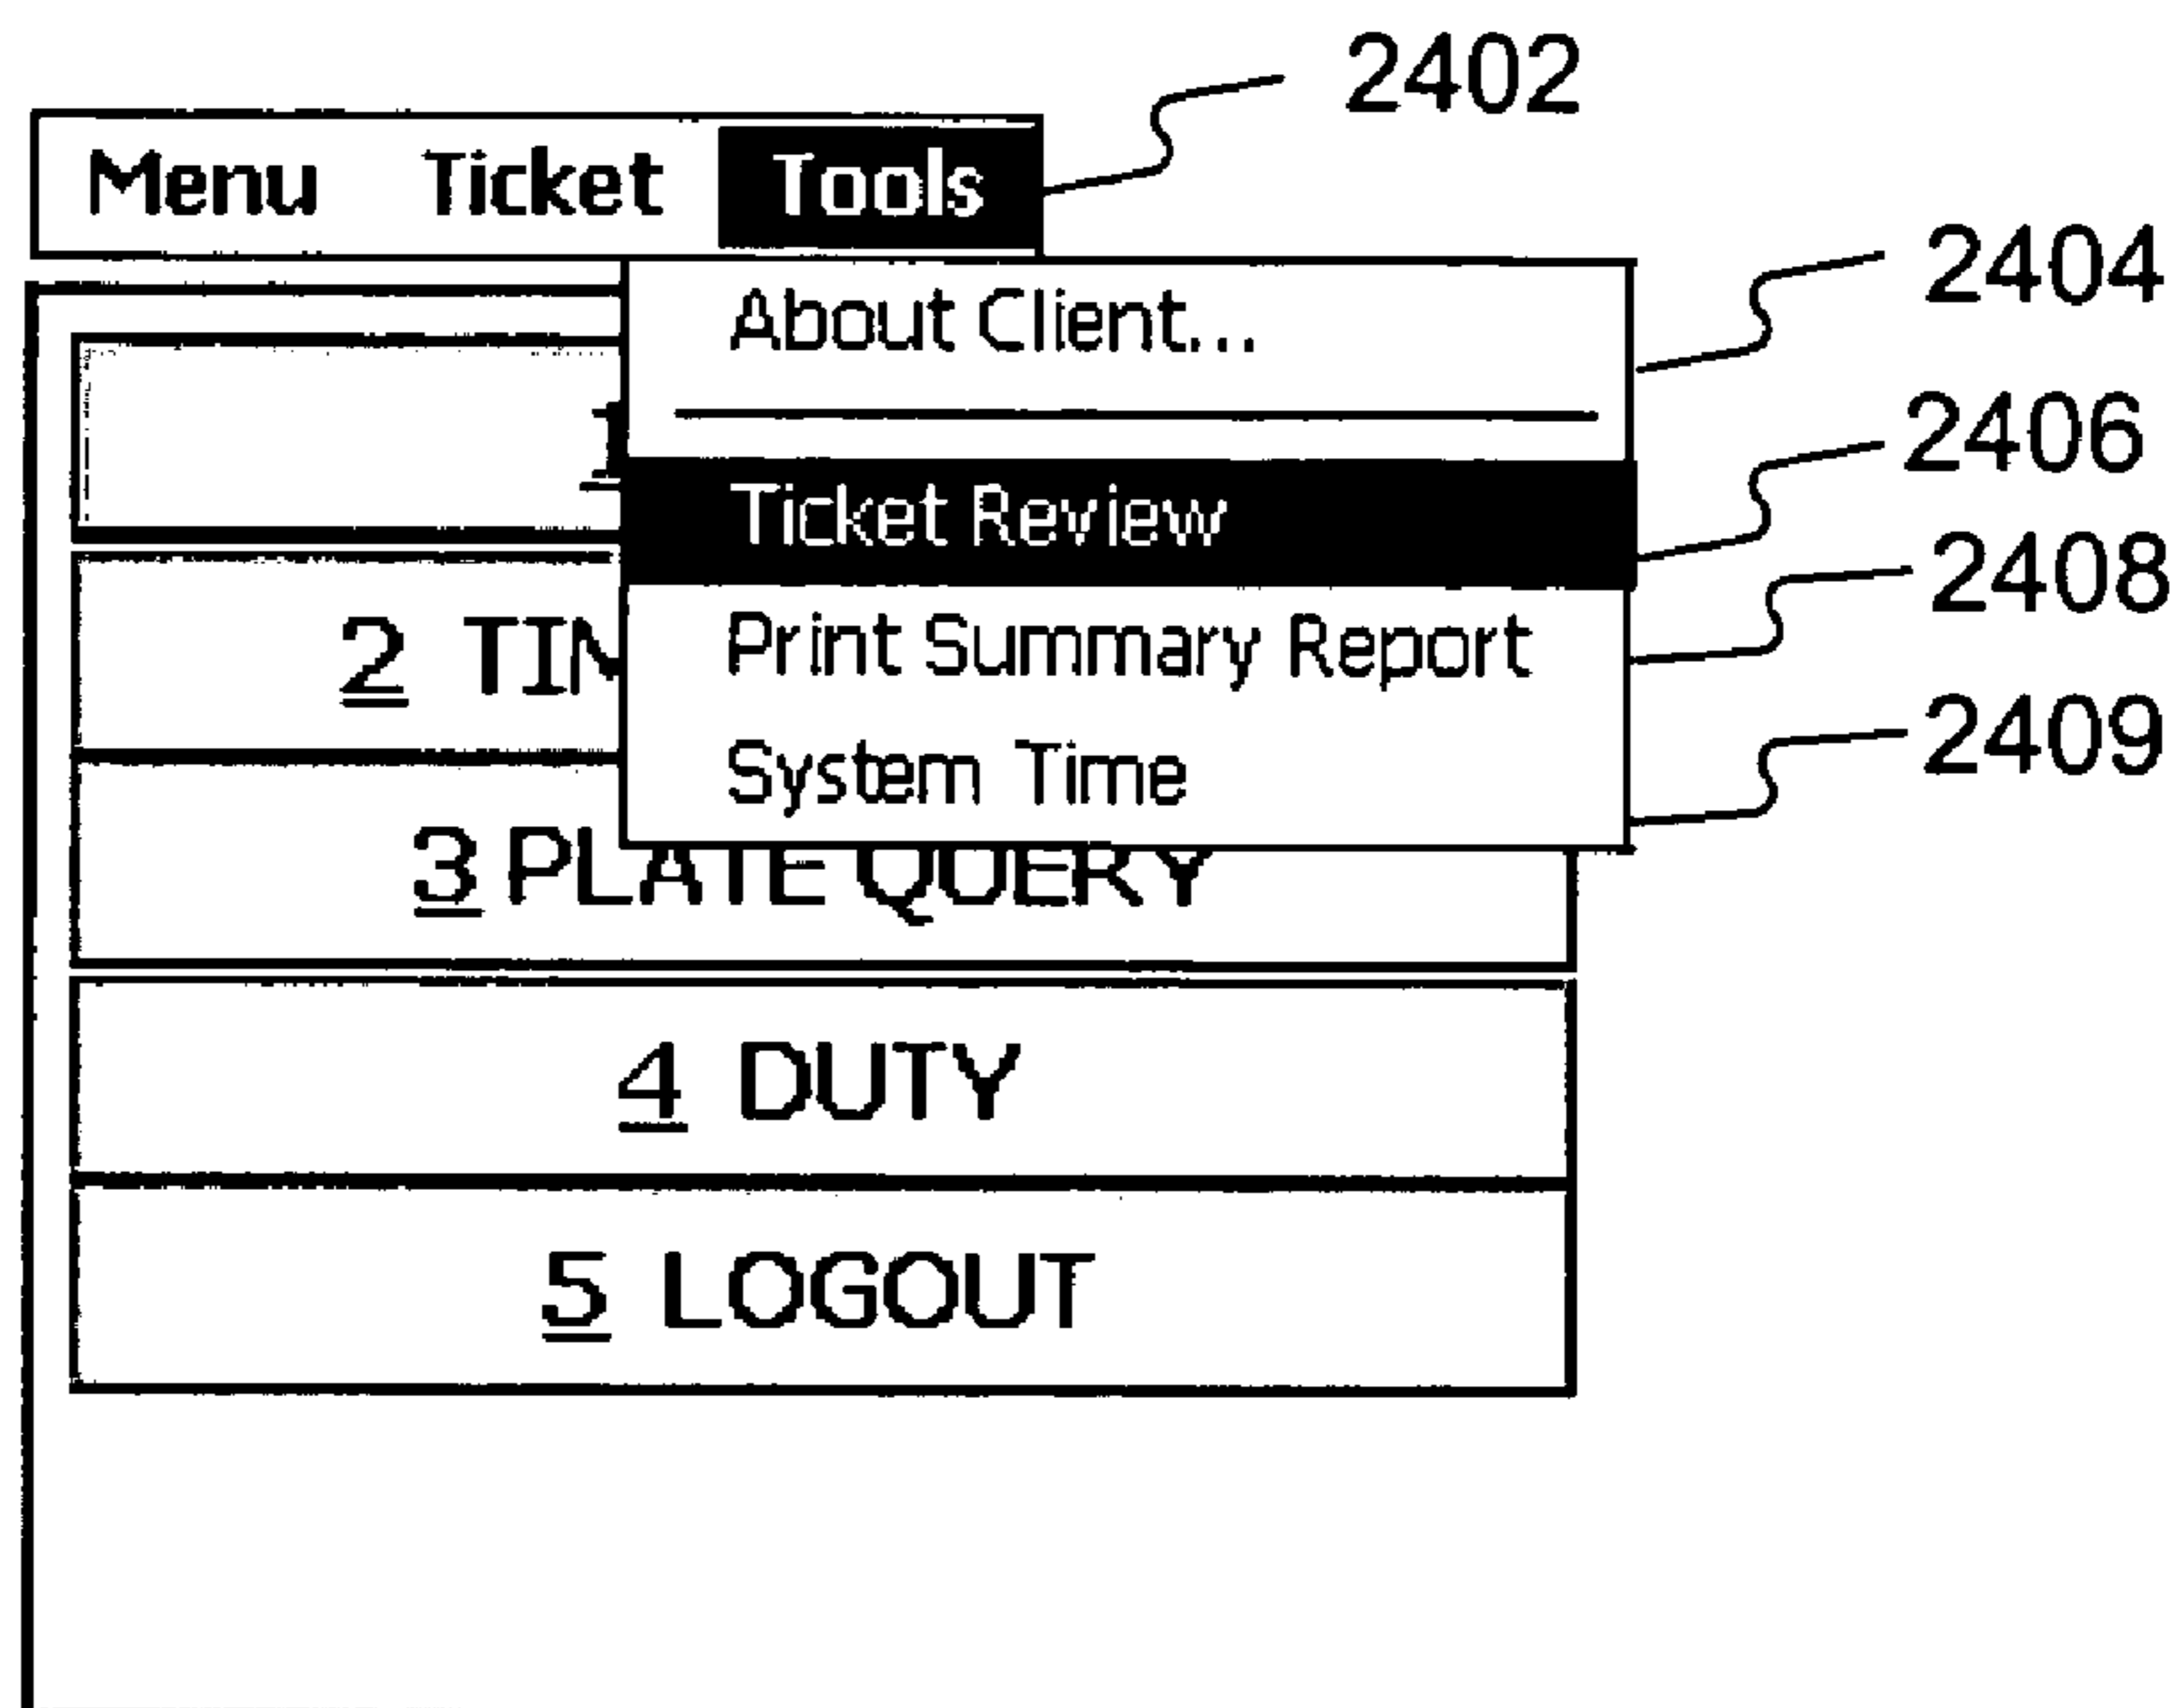 2402
Menu Ticket Tools
2404
About Client...
2406
Ticket Review
2408
2 Print Summary Report
2409
System Time
3 PLATE QUERY
4 DUTY
5 LOGOUT